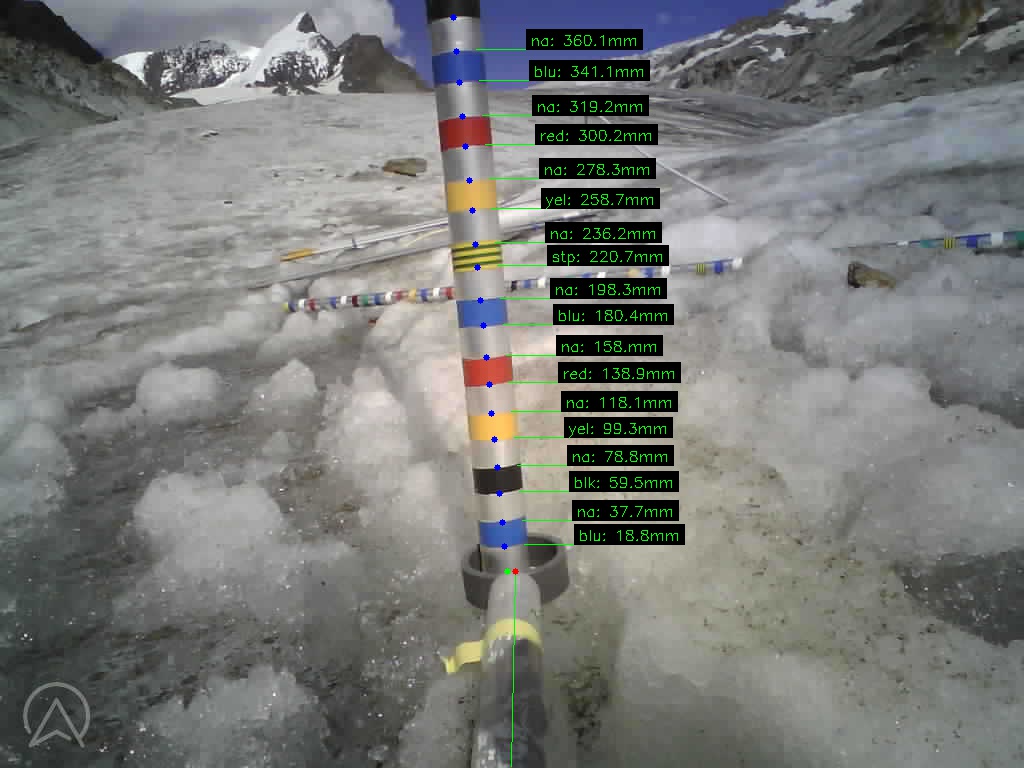 na: 360.1mm
blu: 341.1mm
na: 319.2mm
red: 300.2mm
na: 278.3mm
yel: 258.7mm
na: 236.2mm
stp: 220.7mm
na: 198.3mm
blu: 180.4mm
na: 158.mm
red: 138.9mm
na: 118.1mm
yel: 99.3mm
na: 78.8mm
blk: 59.5mm
na: 37.7mm
blu: 18.8mm